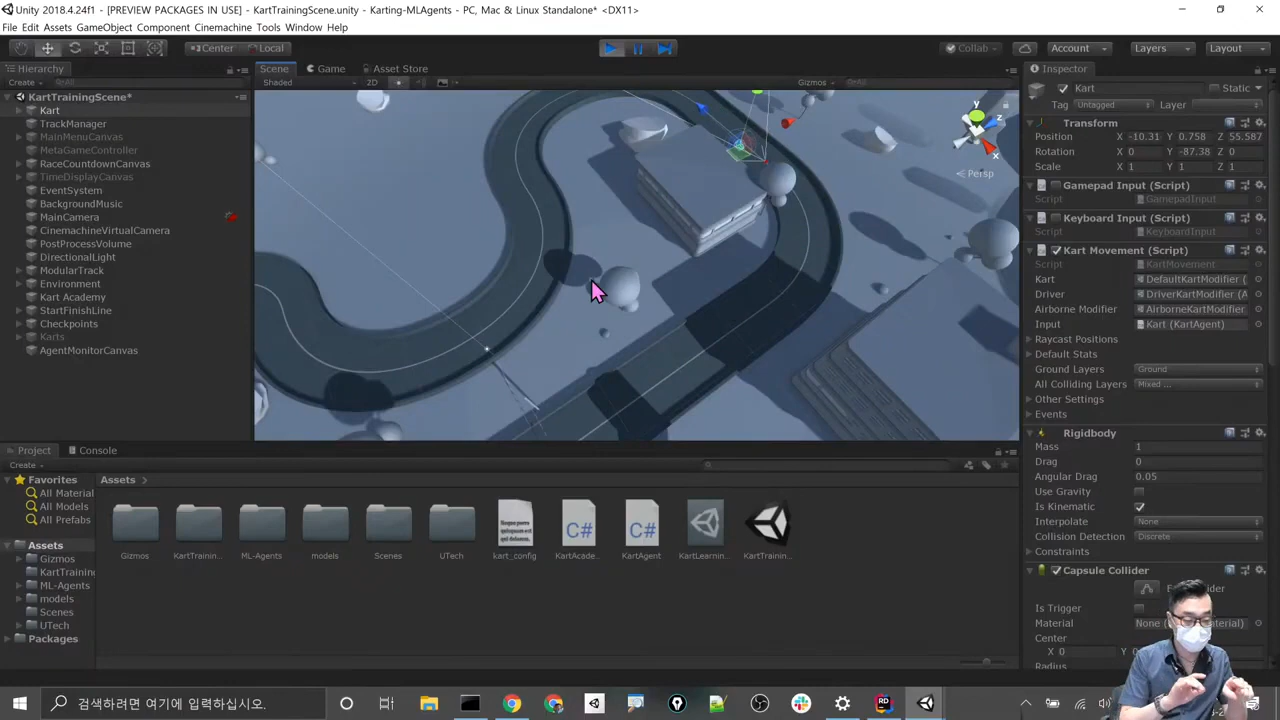 Unity 2018.4.24f1 - [PREVIEW PACKAGES IN USE] - KartTrainingScene.unity - Karting-MLAgents - PC, Mac & Linux Standalone* <DX11>
File Edit Assets GameObject Component Cinemachine Tools Window Help
Center Local Collab Account Layers Layout
Hierarchy Scene Game Asset Store Inspector
Create All Shaded 2D Gizmos All
Kart Static
Tag Untagged Layer
KartTrainingScene*
Kart
TrackManager
MainMenuCanvas
MetaGameController
RaceCountdownCanvas
TimeDisplayCanvas
EventSystem
BackgroundMusic
MainCamera
CinemachineVirtualCamera
PostProcessVolume
DirectionalLight
ModularTrack
Environment
Kart Academy
StartFinishLine
Checkpoints
Karts
AgentMonitorCanvas
y
z
x
Persp
Transform
Position X -10.31 Y 0.758 Z 55.587
Rotation X 0 Y -87.38 Z 0
Scale X 1 Y 1 Z 1
Gamepad Input (Script)
Script GamepadInput
Keyboard Input (Script)
Script KeyboardInput
Kart Movement (Script)
Script KartMovement
Kart DefaultKartModifier (
Driver DriverKartModifier (A
Airborne Modifier AirborneKartModifier
Input Kart (KartAgent)
Raycast Positions
Default Stats
Ground Layers Ground
All Colliding Layers Mixed ...
Other Settings
Events
Rigidbody
Mass 1
Drag 0
Angular Drag 0.05
Use Gravity
Is Kinematic
Interpolate None
Collision Detection Discrete
Constraints
Capsule Collider
Is Trigger
Material None
Center
X 0
Radius
Project Console
Create
Favorites
All Material
All Models
All Prefabs
Assets
Gizmos
KartTraining
ML-Agents
models
Scenes
UTech
Packages
Assets
Gizmos KartTrainin... ML-Agents models Scenes UTech kart_config KartAcade... KartAgent KartLearnin... KartTrainin...
검색하려면 여기에 입력하십시오.